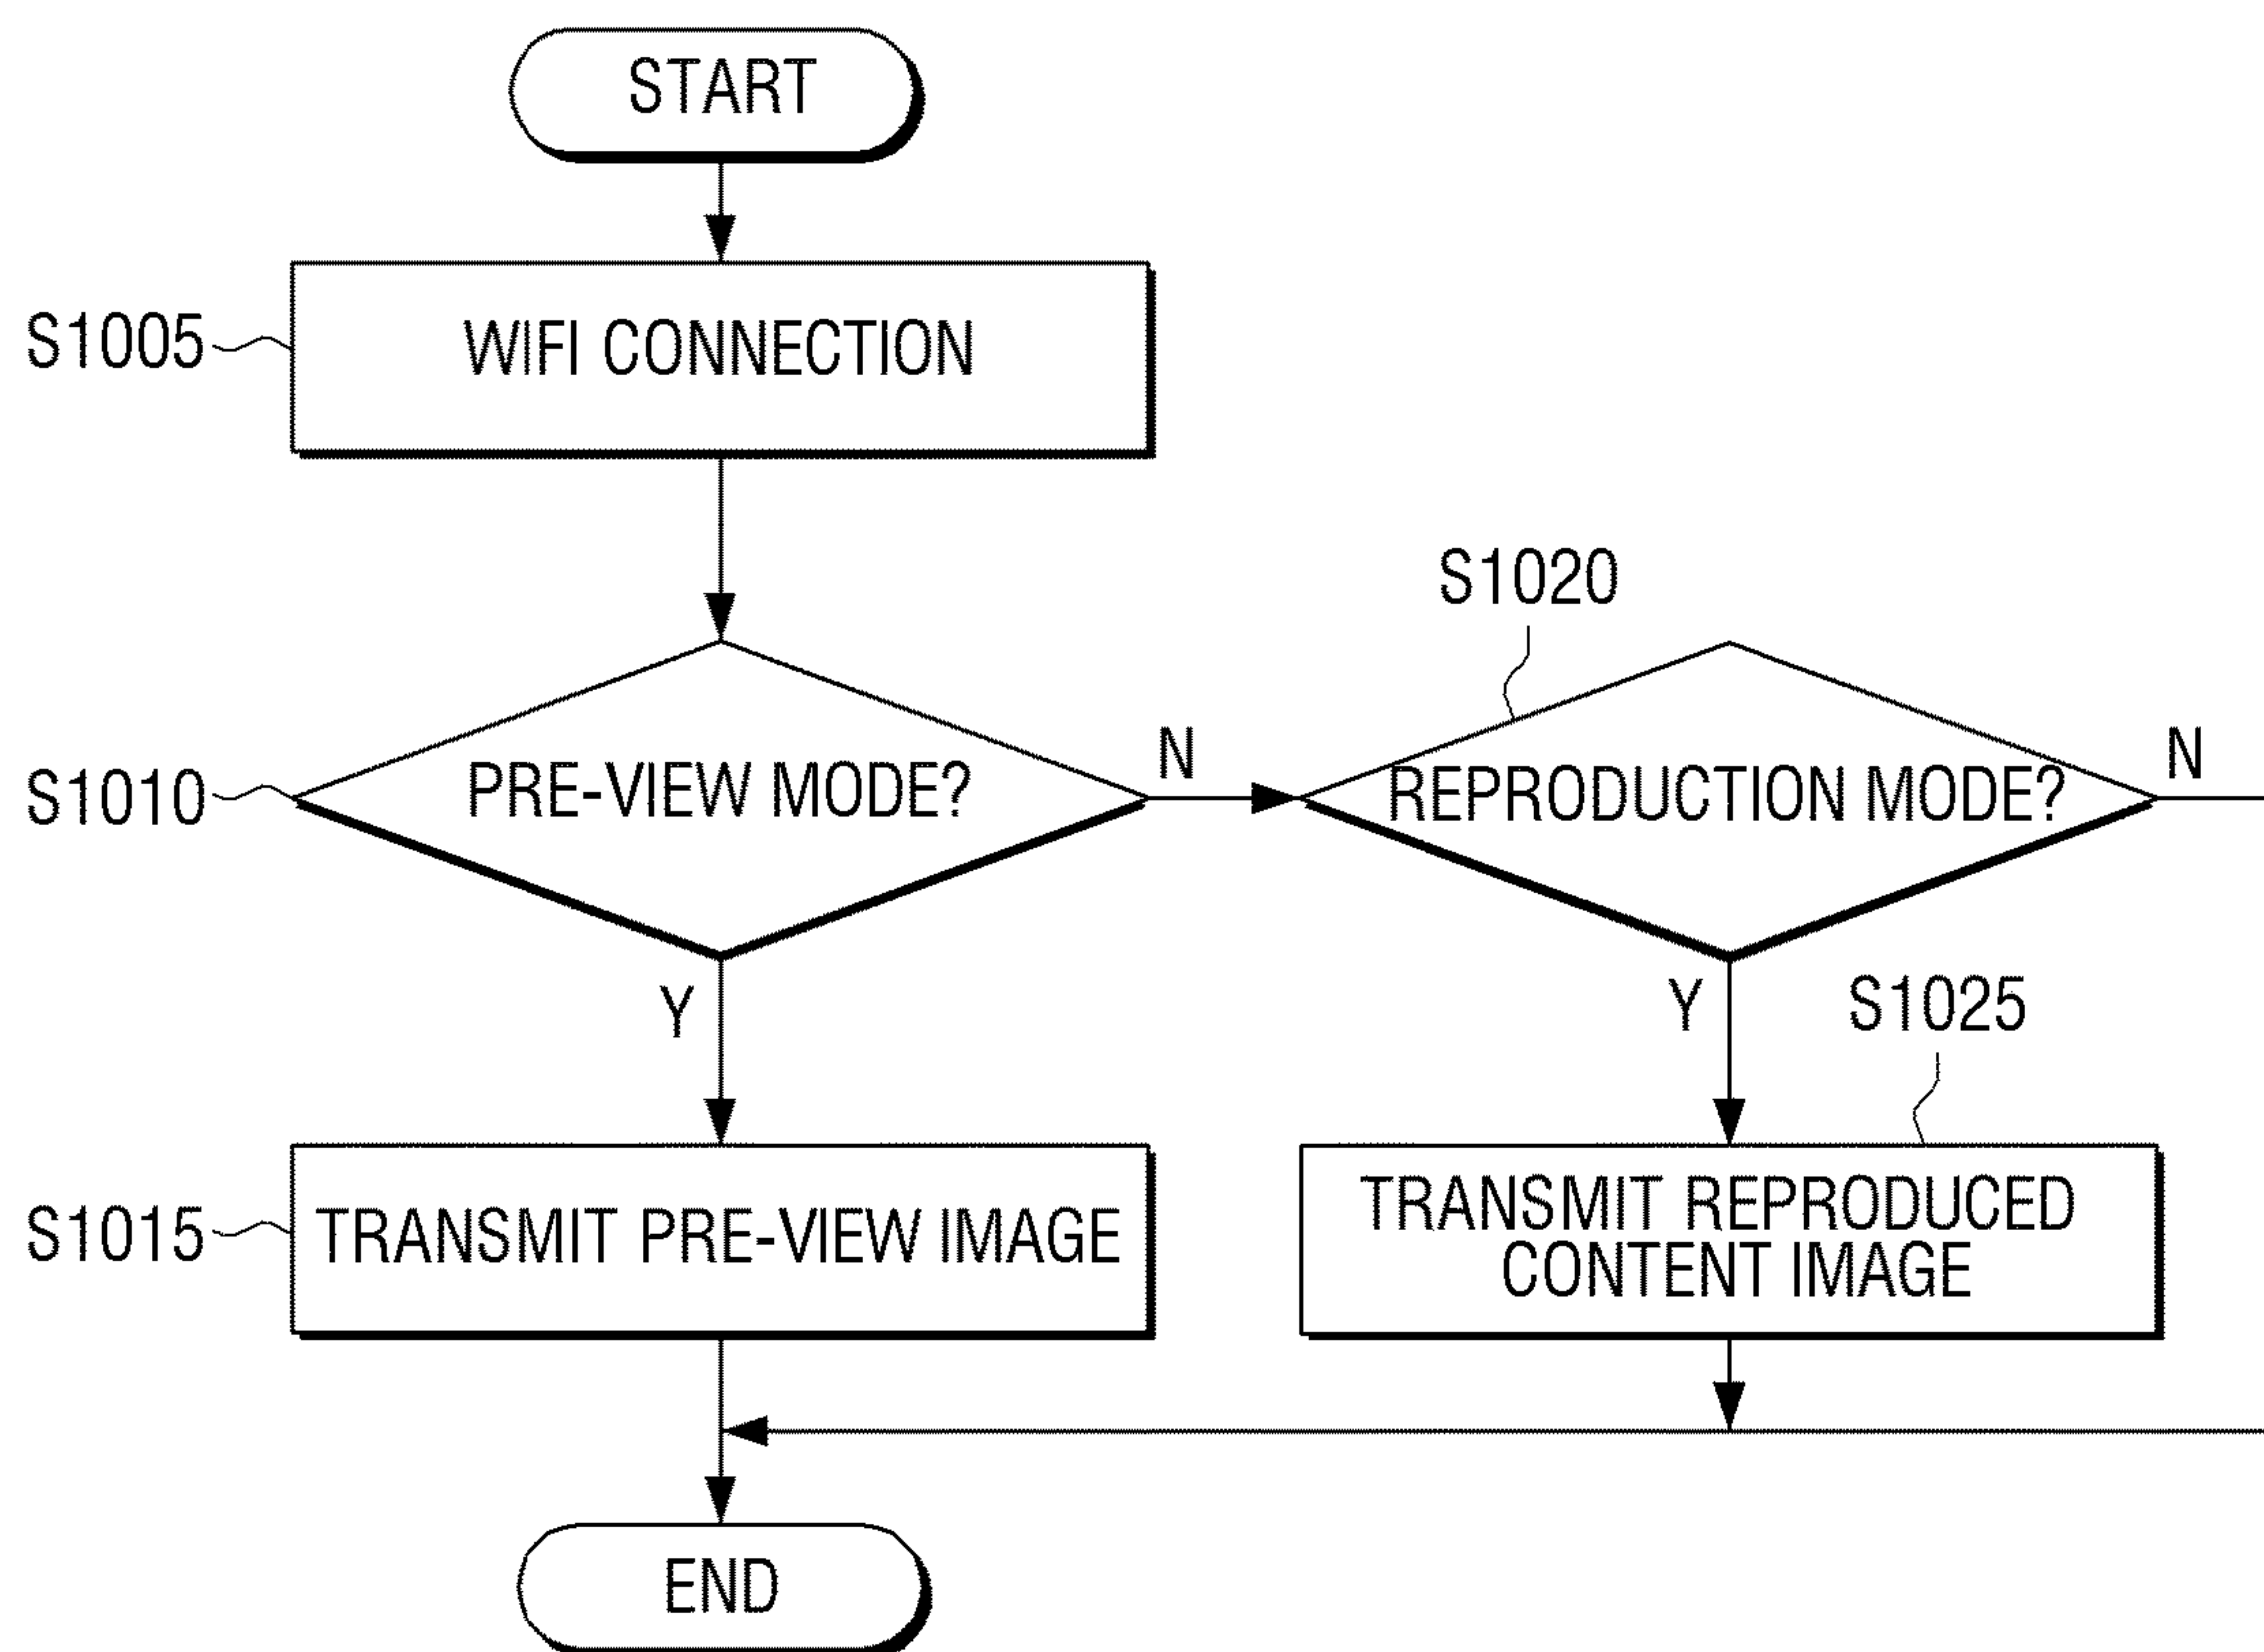 START
S1005
WIFI CONNECTION
S1010
PRE-VIEW MODE?
N
S1020
REPRODUCTION MODE?
N
Y
Y
S1025
S1015
TRANSMIT PRE-VIEW IMAGE
TRANSMIT REPRODUCED
CONTENT IMAGE
END